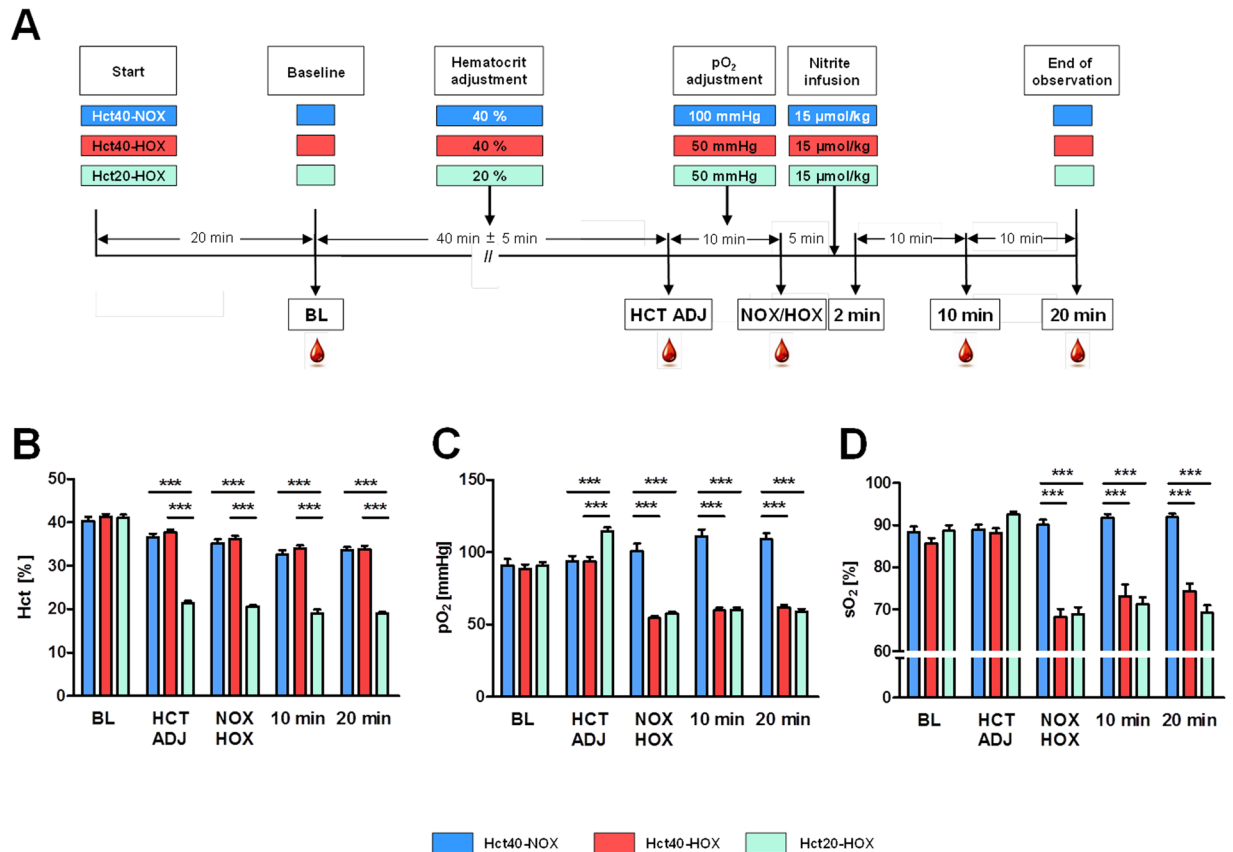 A
Start
Baseline
Hematocrit
adjustment
pO2
adjustment
Nitrite
infusion
End of
observation
Hct40-NOX
40 %
100 mmHg
15 µmol/kg
Hct40-HOX
40 %
50 mmHg
15 µmol/kg
Hct20-HOX
20 %
50 mmHg
15 µmol/kg
20 min
40 min ± 5 min
//
10 min
5 min
10 min
10 min
BL
HCT ADJ
NOX/HOX
2 min
10 min
20 min
B
Hct [%]
50
40
30
20
10
0
***
***
***
***
***
***
***
***
BL
HCT
ADJ
NOX
HOX
10 min
20 min
C
pO2 [mmHg]
150
100
50
0
***
***
***
***
***
***
***
***
BL
HCT
ADJ
NOX
HOX
10 min
20 min
D
sO2 [%]
100
90
80
70
60
0
***
***
***
***
***
***
BL
HCT
ADJ
NOX
HOX
10 min
20 min
Hct40-NOX
Hct40-HOX
Hct20-HOX